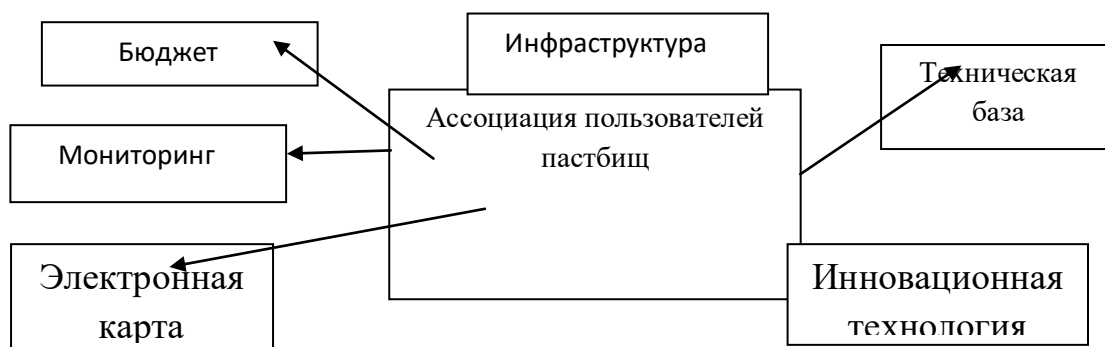 Бюджет
Инфраструктура
Техническая
база
Ассоциация пользователей
пастбищ
Мониторинг
Электронная
карта
Инновационная
технология